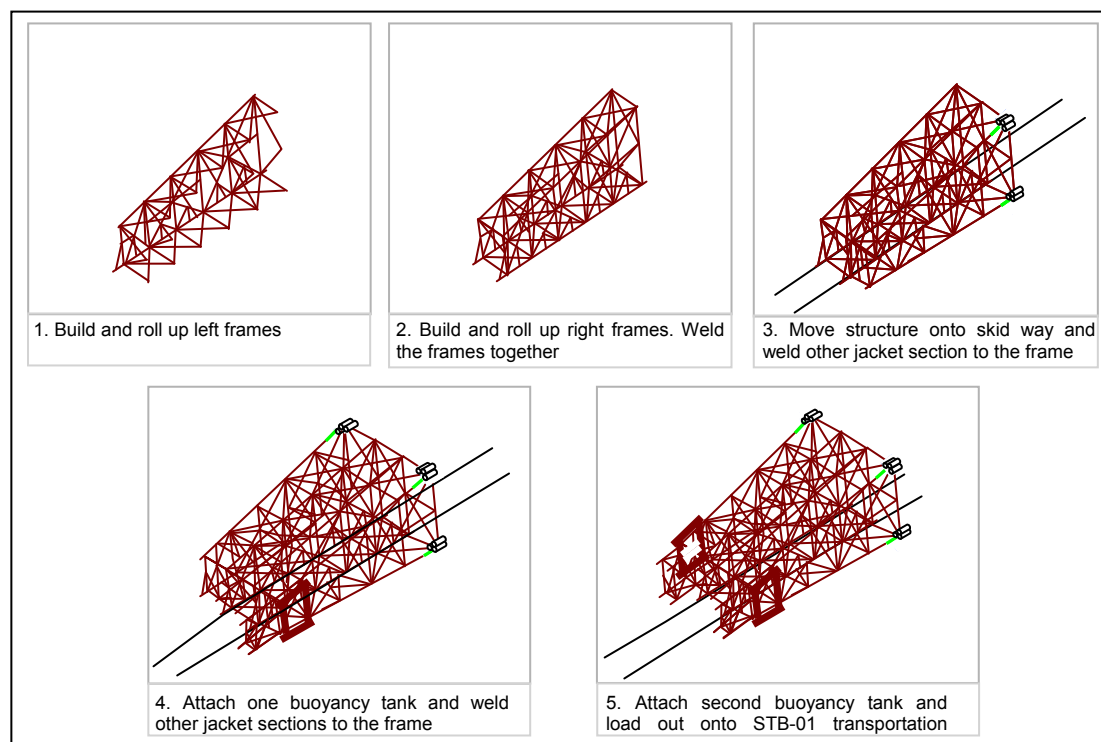 1. Build and roll up left frames
2. Build and roll up right frames. Weld
the frames together
3. Move structure onto skid way and
weld other jacket section to the frame
4. Attach one buoyancy tank and weld
other jacket sections to the frame
5. Attach second buoyancy tank and
load out onto STB-01 transportation